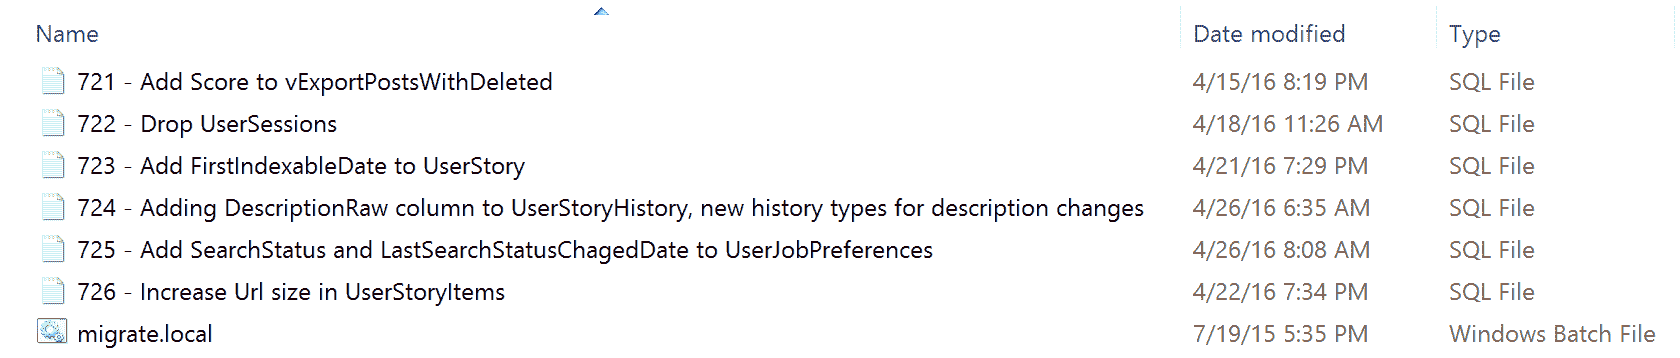 Name Date modified Type
721 - Add Score to vExportPostsWithDeleted 4/15/16 8:19 PM SQL File
722 - Drop UserSessions 4/18/16 11:26 AM SQL File
723 - Add FirstIndexableDate to UserStory 4/21/16 7:29 PM SQL File
724 - Adding DescriptionRaw column to UserStoryHistory, new history types for description changes 4/26/16 6:35 AM SQL File
725 - Add SearchStatus and LastSearchStatusChagedDate to UserJobPreferences 4/26/16 8:08 AM SQL File
726 - Increase Url size in UserStoryItems 4/22/16 7:34 PM SQL File
migrate.local 7/19/15 5:35 PM Windows Batch File